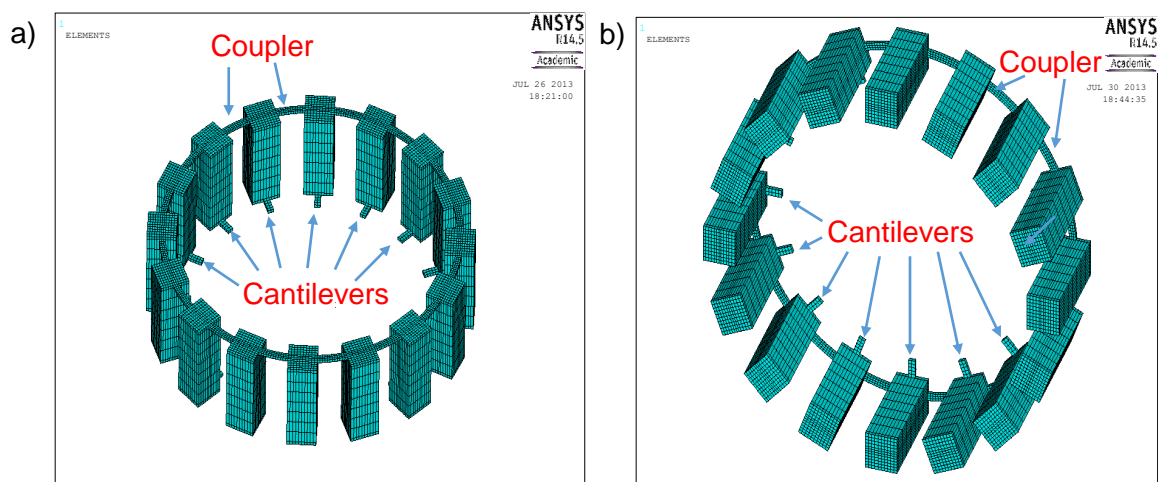 a)
1
ELEMENTS
ANSYS
R14.5
Academic
JUL 26 2013
18:21:00
Coupler
Cantilevers
b)
1
ELEMENTS
ANSYS
R14.5
Academic
JUL 30 2013
18:44:35
Coupler
Cantilevers